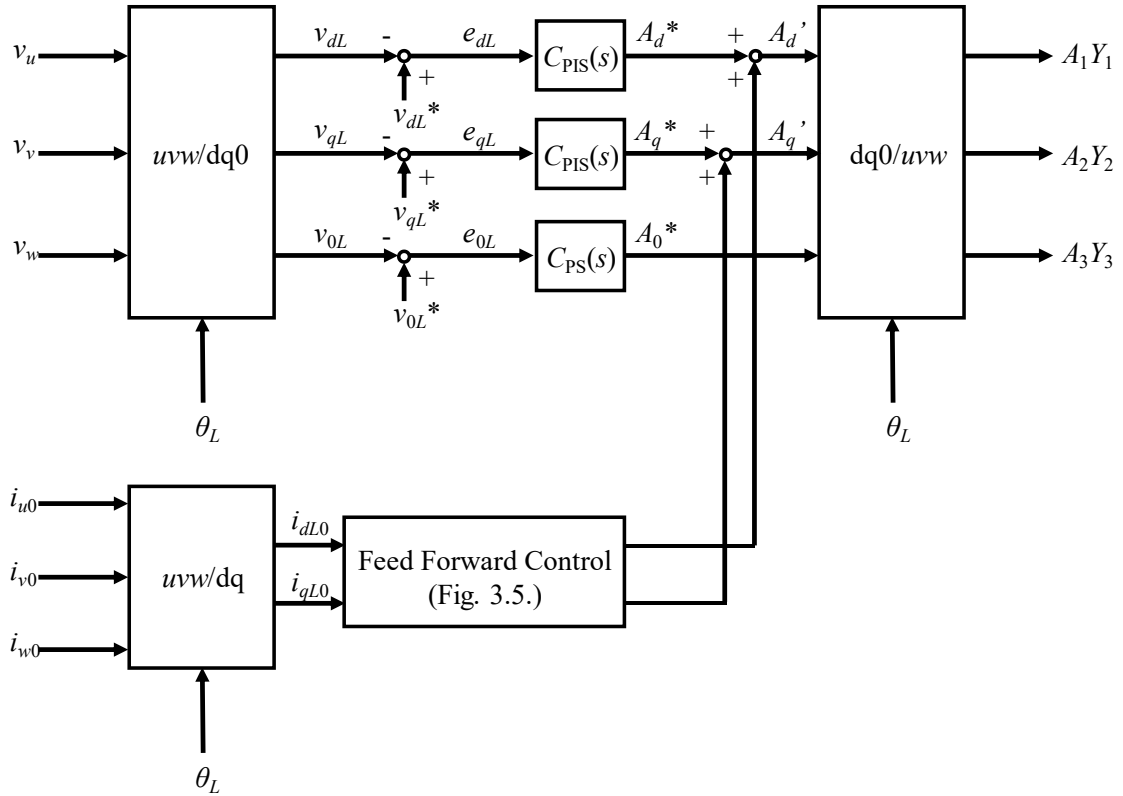 v_u v_dL - e_dL C_PIS(s) A_d* + A_d' A_1Y_1
+ +
v_dL*
v_v uvw/dq0 v_qL - e_qL C_PIS(s) A_q* + A_q' dq0/uvw A_2Y_2
+ +
v_qL*
v_w v_0L - e_0L C_PS(s) A_0* A_3Y_3
+
v_0L*
θ_L θ_L
i_u0
i_dL0
i_v0 uvw/dq Feed Forward Control
i_qL0 (Fig. 3.5.)
i_w0
θ_L